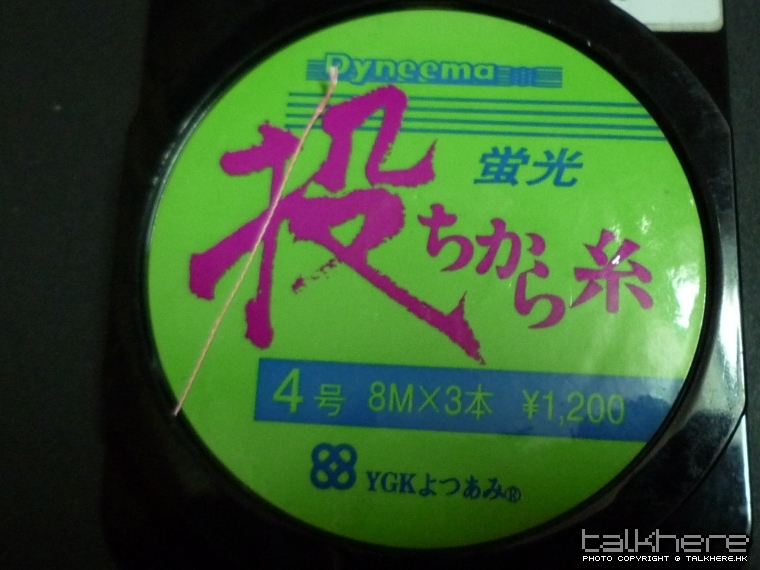 Dyneema
蛍光
投ちから糸
4号 8M×3本 ¥1,200
YGKよつあみ®
talkhere
PHOTO COPYRIGHT @ TALKHERE.HK